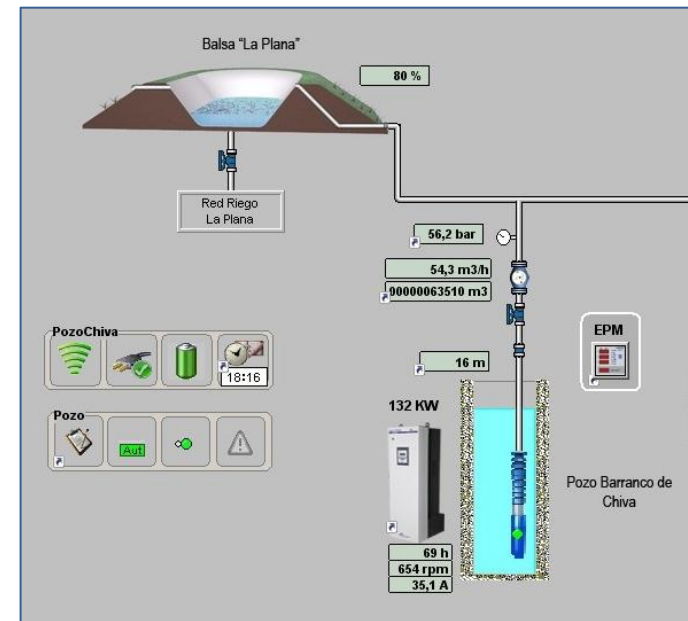 Balsa "La Plana"
80 %
Red Riego
La Plana
56,2 bar
54,3 m3/h
00000063510 m3
PozoChiva
18:16
EPM
16 m
132 KW
Pozo
Aut
Pozo Barranco de
Chiva
69 h
654 rpm
35,1 A